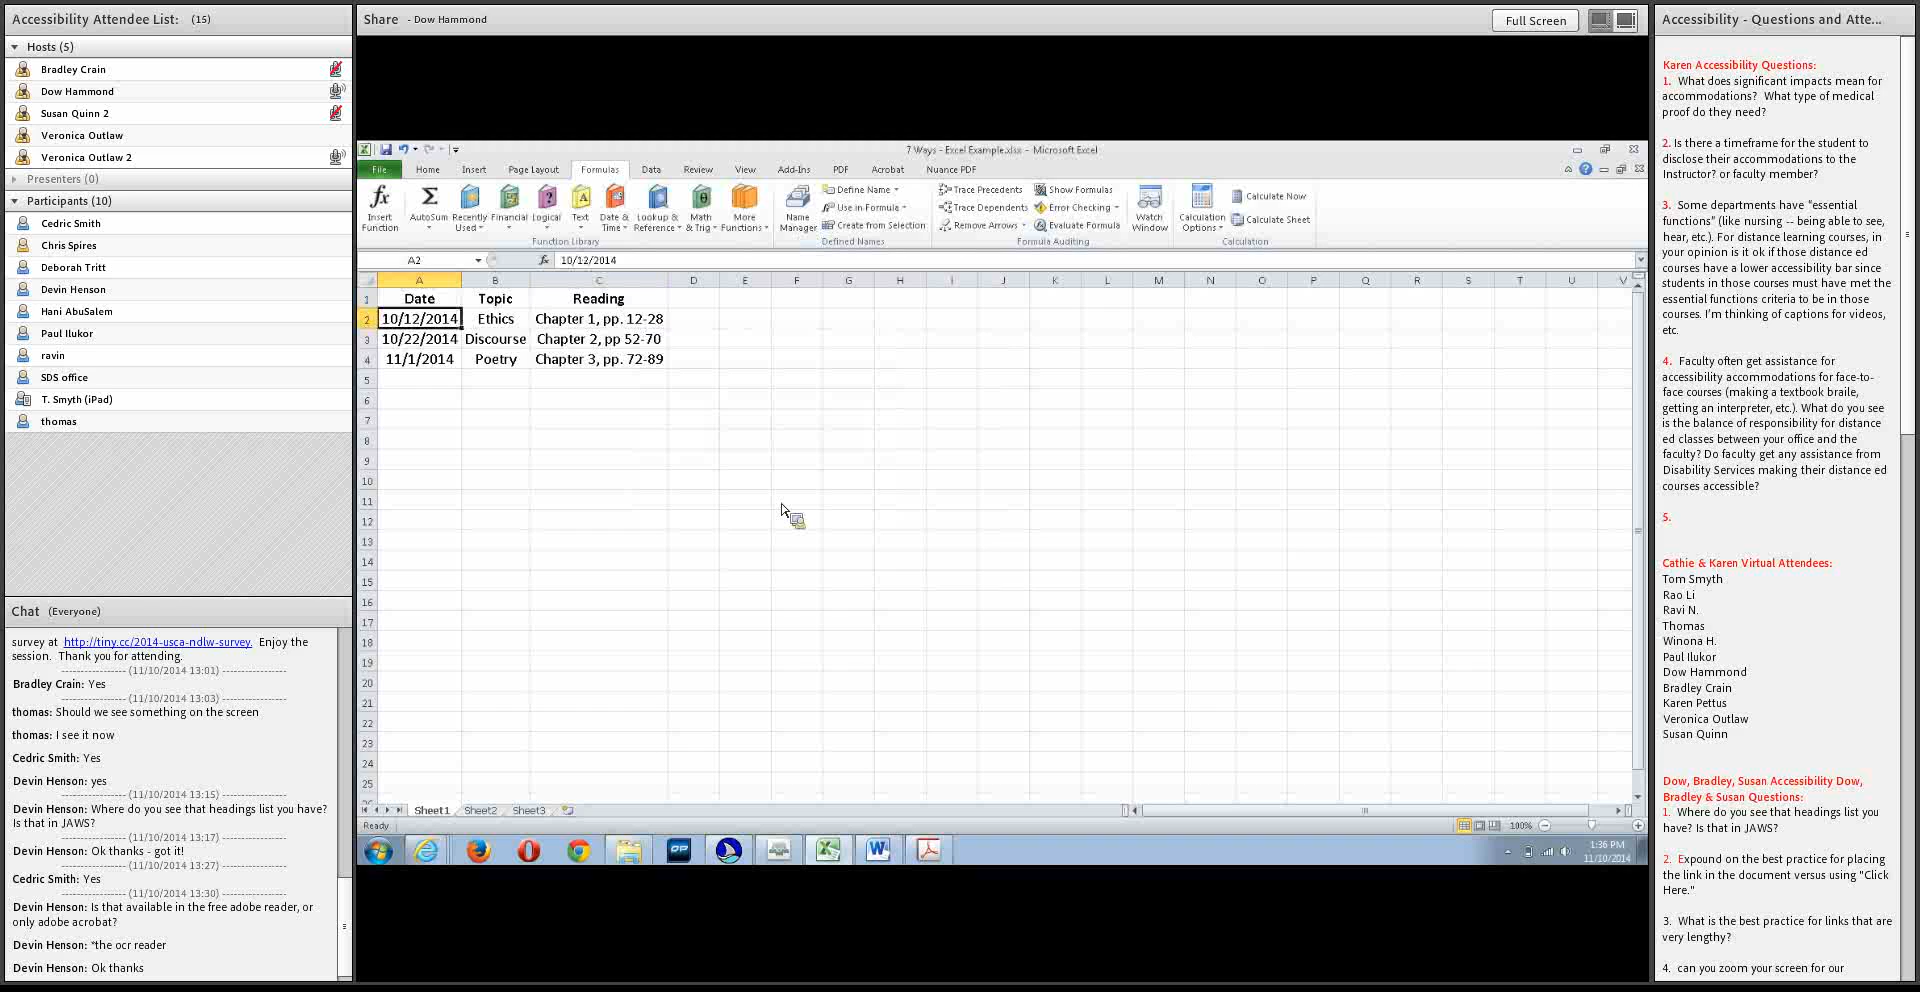 Accessibility Attendee List: (15)
Hosts (5)
Bradley Crain
Dow Hammond
Susan Quinn 2
Veronica Outlaw
Veronica Outlaw 2
Presenters (0)
Participants (10)
Cedric Smith
Chris Spires
Deborah Tritt
Devin Henson
Hani AbuSalem
Paul Ilukor
ravin
SDS office
T. Smyth (iPad)
thomas
Chat (Everyone)
survey at http://tiny.cc/2014-usca-ndlw-survey. Enjoy the
session. Thank you for attending.
------------------ (11/10/2014 13:01) ------------------
Bradley Crain: Yes
------------------ (11/10/2014 13:03) ------------------
thomas: Should we see something on the screen
thomas: I see it now
Cedric Smith: Yes
Devin Henson: yes
------------------ (11/10/2014 13:15) ------------------
Devin Henson: Where do you see that headings list you have?
Is that in JAWS?
------------------ (11/10/2014 13:17) ------------------
Devin Henson: Ok thanks - got it!
------------------ (11/10/2014 13:27) ------------------
Cedric Smith: Yes
------------------ (11/10/2014 13:30) ------------------
Devin Henson: Is that available in the free adobe reader, or
only adobe acrobat?
Devin Henson: *the ocr reader
Devin Henson: Ok thanks
Share - Dow Hammond
Full Screen
7 Ways - Excel Example.xlsx - Microsoft Excel
File Home Insert Page Layout Formulas Data Review View Add-Ins PDF Acrobat Nuance PDF
Insert Function
AutoSum
Recently Used
Financial
Logical
Text
Date & Time
Lookup & Reference
Math & Trig
More Functions
Function Library
Name Manager
Define Name
Use in Formula
Create from Selection
Defined Names
Trace Precedents
Trace Dependents
Remove Arrows
Show Formulas
Error Checking
Evaluate Formula
Formula Auditing
Watch Window
Calculation Options
Calculate Now
Calculate Sheet
Calculation
A2 fx 10/12/2014
A B C D E F G H I J K L M N O P Q R S T U V
1 Date Topic Reading
2 10/12/2014 Ethics Chapter 1, pp. 12-28
3 10/22/2014 Discourse Chapter 2, pp 52-70
4 11/1/2014 Poetry Chapter 3, pp. 72-89
5
6
7
8
9
10
11
12
13
14
15
16
17
18
19
20
21
22
23
24
25
Sheet1 Sheet2 Sheet3
Ready
100%
1:36 PM
11/10/2014
Accessibility - Questions and Atte...
Karen Accessibility Questions:
1. What does significant impacts mean for
accommodations? What type of medical
proof do they need?
2. Is there a timeframe for the student to
disclose their accommodations to the
Instructor? or faculty member?
3. Some departments have "essential
functions" (like nursing -- being able to see,
hear, etc.). For distance learning courses, in
your opinion is it ok if those distance ed
courses have a lower accessibility bar since
students in those courses must have met the
essential functions criteria to be in those
courses. I'm thinking of captions for videos,
etc.
4. Faculty often get assistance for
accessibility accommodations for face-to-
face courses (making a textbook braile,
getting an interpreter, etc.). What do you see
is the balance of responsibility for distance
ed classes between your office and the
faculty? Do faculty get any assistance from
Disability Services making their distance ed
courses accessible?
5.
Cathie & Karen Virtual Attendees:
Tom Smyth
Rao Li
Ravi N.
Thomas
Winona H.
Paul Ilukor
Dow Hammond
Bradley Crain
Karen Pettus
Veronica Outlaw
Susan Quinn
Dow, Bradley, Susan Accessibility Dow,
Bradley & Susan Questions:
1. Where do you see that headings list you
have? Is that in JAWS?
2. Expound on the best practice for placing
the link in the document versus using "Click
Here."
3. What is the best practice for links that are
very lengthy?
4. can you zoom your screen for our